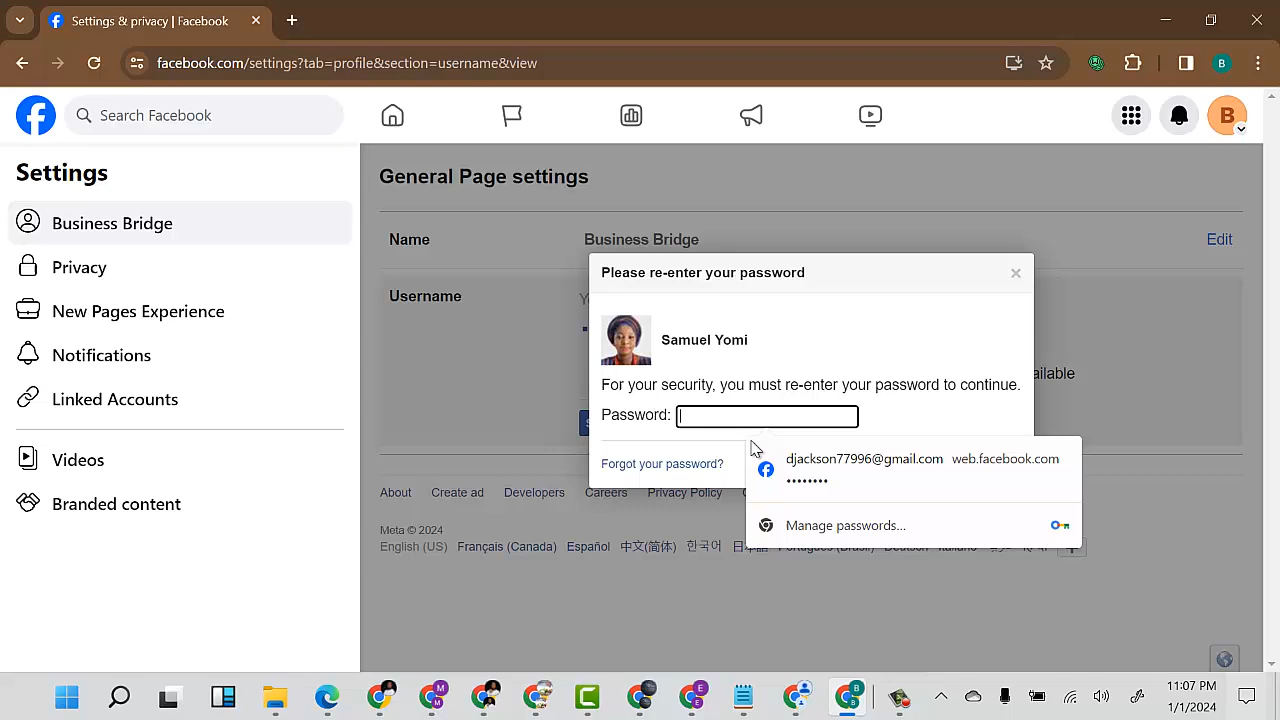 Settings & privacy | Facebook
facebook.com/settings?tab=profile&section=username&view
B
Search Facebook
B
Settings
Business Bridge
Privacy
New Pages Experience
Notifications
Linked Accounts
Videos
Branded content
General Page settings
Name
Business Bridge
Edit
Username
Please re-enter your password
Samuel Yomi
For your security, you must re-enter your password to continue.
Password:
Forgot your password?
djackson77996@gmail.com web.facebook.com
••••••••
Manage passwords...
About
Create ad
Developers
Careers
Privacy Policy
Meta © 2024
English (US)
Français (Canada)
Español
中文(简体)
한국어
M
M
E
E
B
B
11:07 PM
1/1/2024